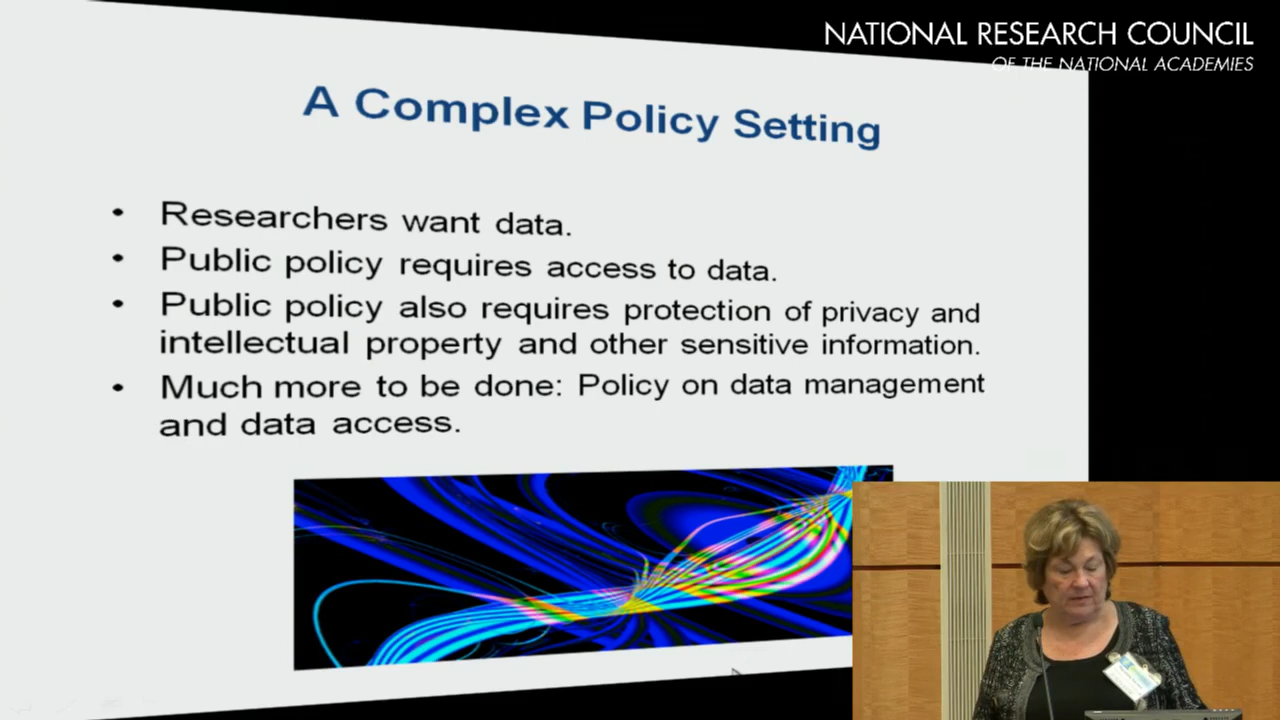 NATIONAL RESEARCH COUNCIL
OF THE NATIONAL ACADEMIES
A Complex Policy Setting
• Researchers want data.
• Public policy requires access to data.
• Public policy also requires protection of privacy and
intellectual property and other sensitive information.
• Much more to be done: Policy on data management
and data access.